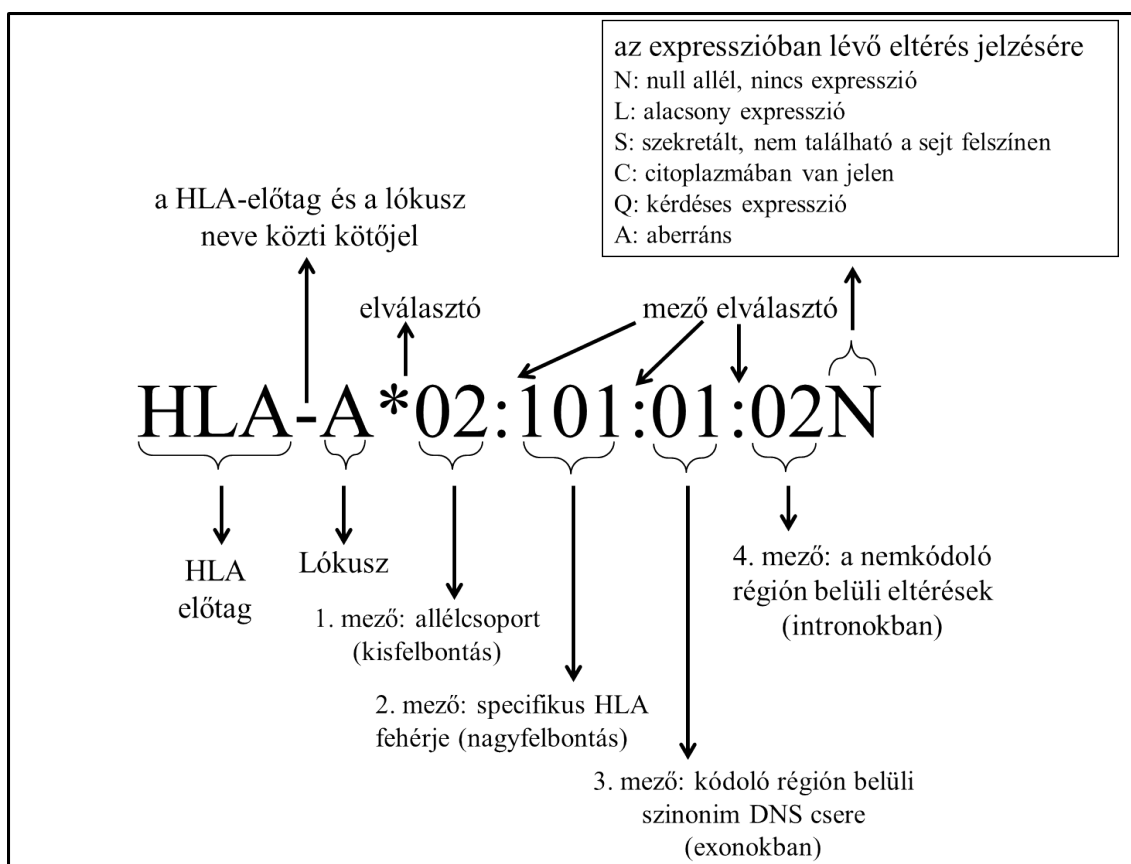 az expresszióban lévő eltérés jelzésére
N: null allél, nincs expresszió
L: alacsony expresszió
S: szekretált, nem található a sejt felszínen
C: citoplazmában van jelen
Q: kérdéses expresszió
A: aberráns
a HLA-előtag és a lókusz
neve közti kötőjel
elválasztó
mező elválasztó
HLA-A*02:101:01:02N
HLA
előtag
Lókusz
1. mező: allélcsoport
(kisfelbontás)
2. mező: specifikus HLA
fehérje (nagyfelbontás)
3. mező: kódoló régión belüli
szinonim DNS csere
(exonokban)
4. mező: a nemkódoló
régión belüli eltérések
(intronokban)